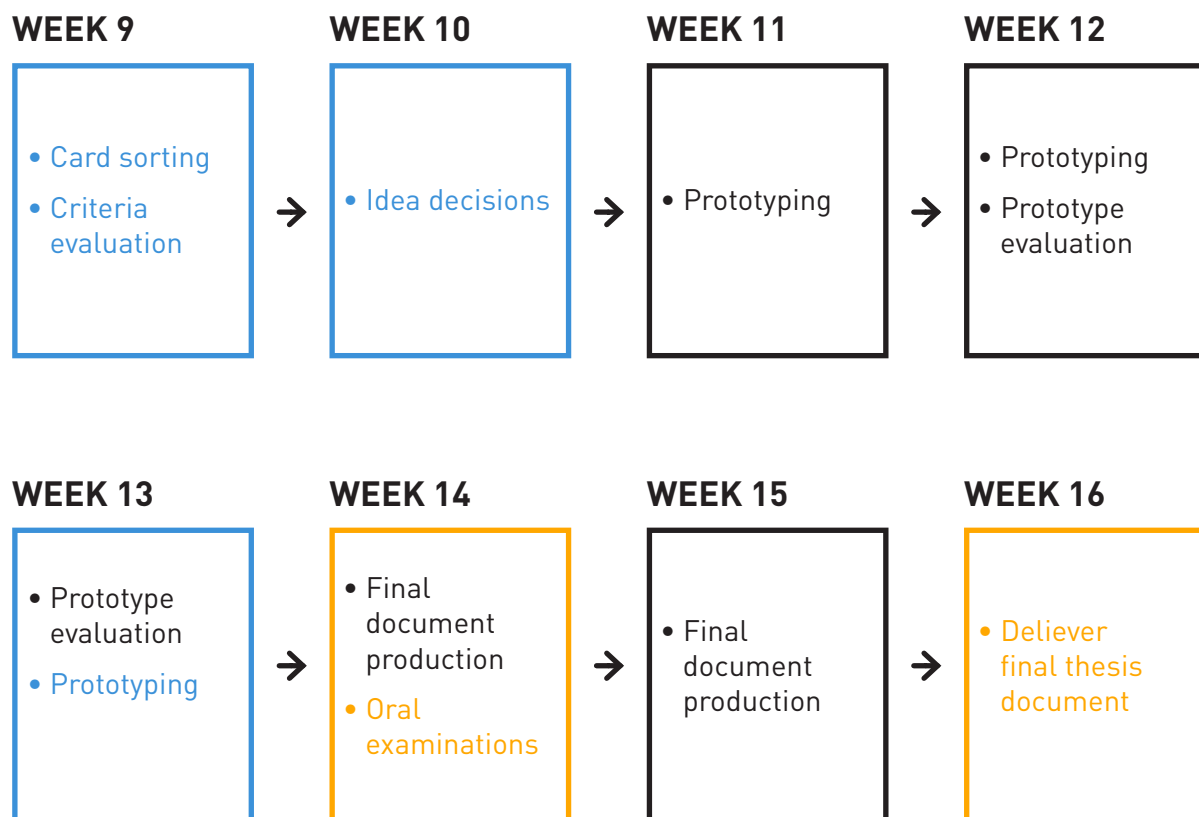 WEEK 9
• Card sorting
• Criteria
evaluation
WEEK 10
• Idea decisions
WEEK 11
• Prototyping
WEEK 12
• Prototyping
• Prototype
evaluation
WEEK 13
• Prototype
evaluation
• Prototyping
WEEK 14
• Final
document
production
• Oral
examinations
WEEK 15
• Final
document
production
WEEK 16
• Deliever
final thesis
document